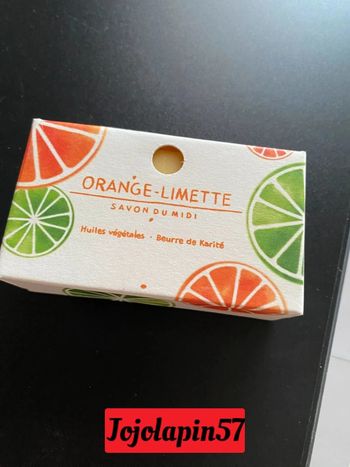 ORANGE-LIMETTE
SAVON DU MIDI
Huiles végétales · Beurre de Karité
Jojolapin57